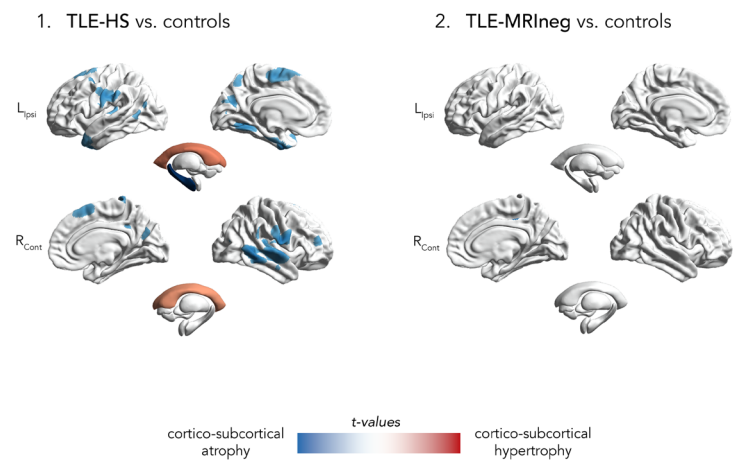 1. TLE-HS vs. controls
2. TLE-MRIneg vs. controls
LIpsi
LIpsi
RCont
RCont
t-values
cortico-subcortical
atrophy
cortico-subcortical
hypertrophy